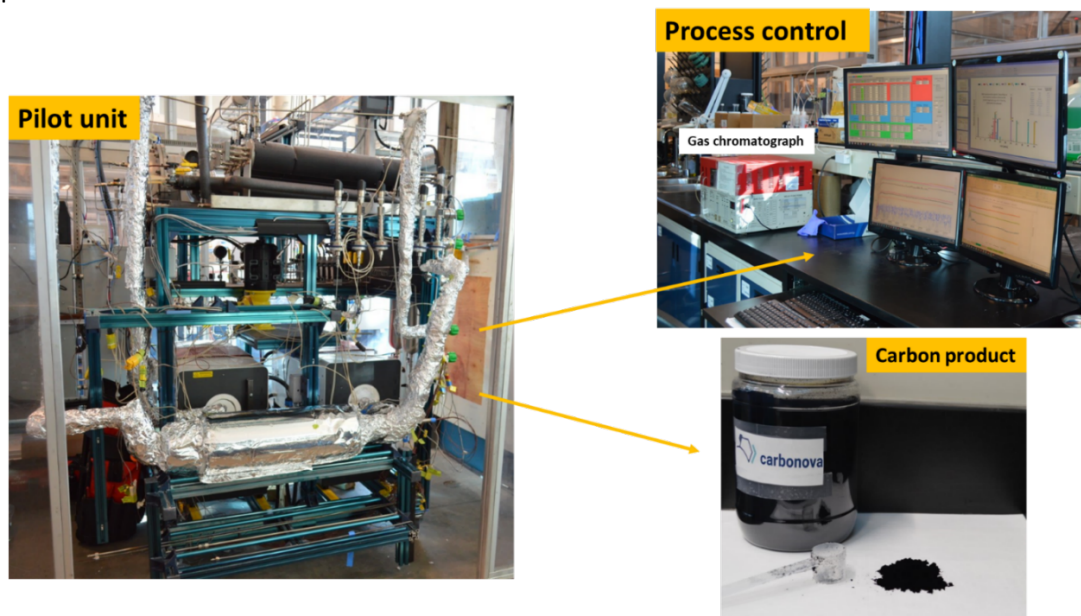 Process control
Pilot unit
Gas chromatograph
Carbon product
carbonova